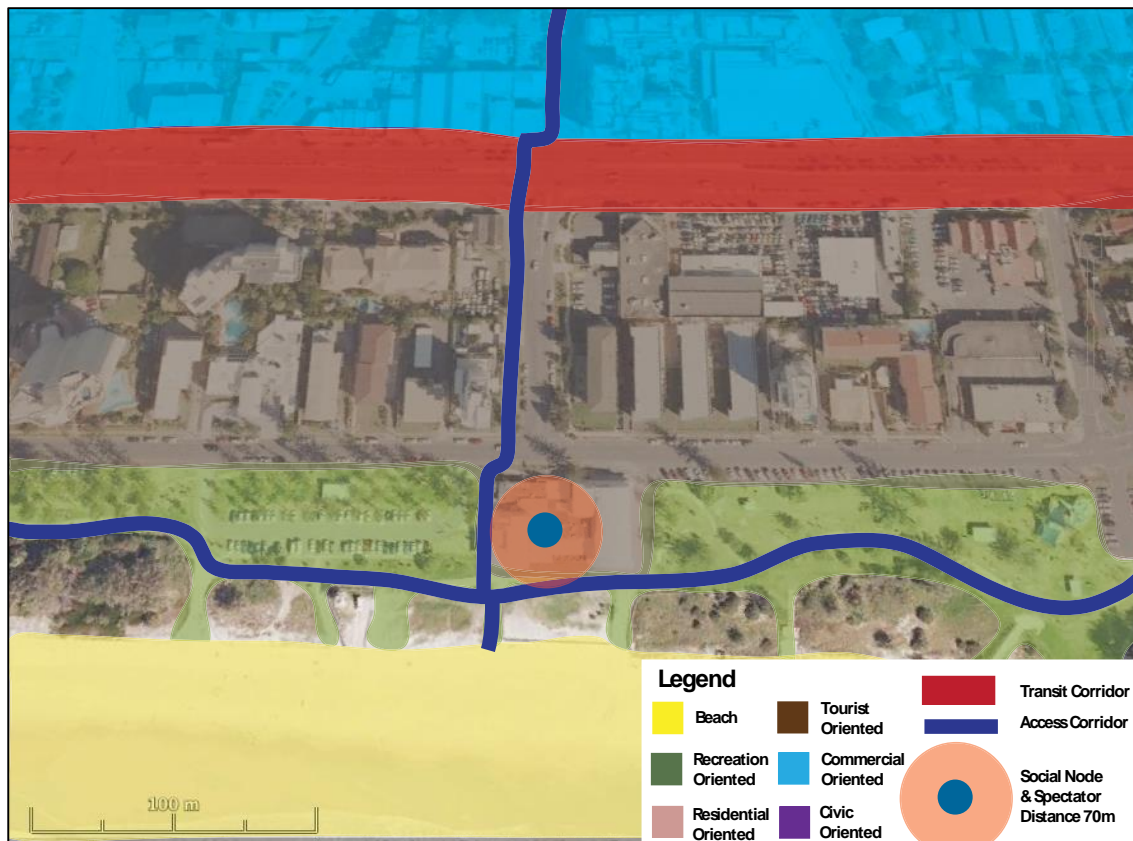 Legend
Beach
Tourist
Oriented
Transit Corridor
Access Corridor
Recreation
Oriented
Commercial
Oriented
Social Node
& Spectator
Distance 70m
Residential
Oriented
Civic
Oriented
100 m